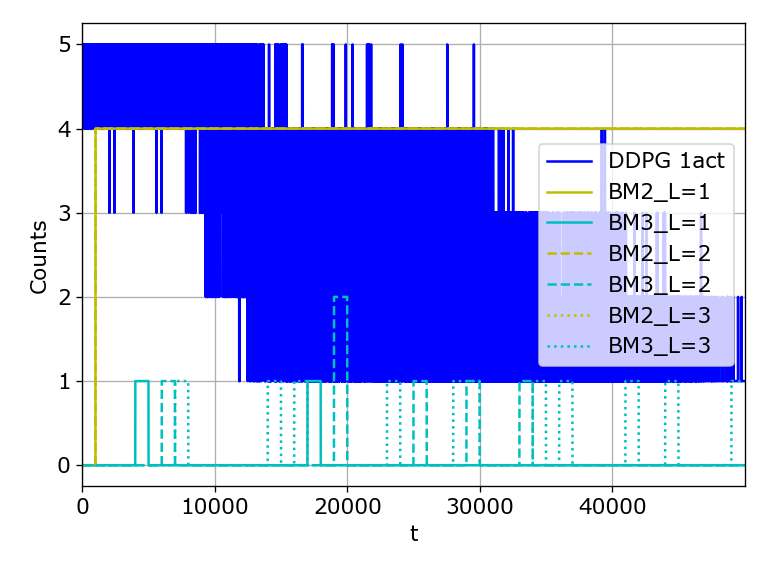 5
4
3
2
1
0
Counts
DDPG 1act
BM2_L=1
BM3_L=1
BM2_L=2
BM3_L=2
BM2_L=3
BM3_L=3
0 10000 20000 30000 40000
t